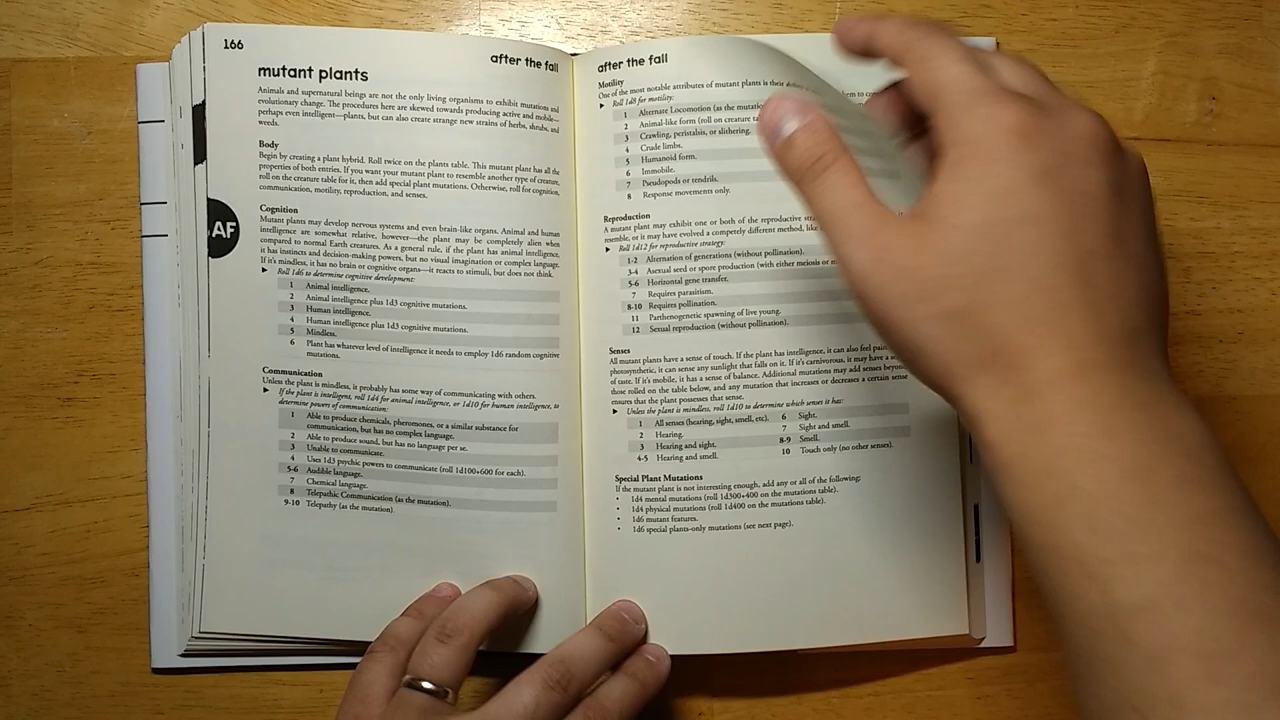 166
after the fall
mutant plants
Animals and supernatural beings are not the only living organisms to exhibit mutations and
evolutionary change. The procedures here are skewed towards producing active and mobile—
perhaps even intelligent—plants, but can also create strange new strains of herbs, shrubs, and
weeds.
Body
Begin by creating a plant hybrid. Roll twice on the plants table. This mutant plant has all the
properties of both entries. If you want your mutant plant to resemble another type of creature,
roll on the creature table for it, then add special plant mutations. Otherwise, roll for cognition,
communication, motility, reproduction, and senses.
AF
Cognition
Mutant plants may develop nervous systems and even brain-like organs. Animal and human
intelligence are somewhat relative, however—the plant may be completely alien when
compared to normal Earth creatures. As a general rule, if the plant has animal intelligence,
it has instincts and decision-making powers, but no visual imagination or complex language.
If it's mindless, it has no brain or cognitive organs—it reacts to stimuli, but does not think.
► Roll 1d6 to determine cognitive development:
1 Animal intelligence.
2 Animal intelligence plus 1d3 cognitive mutations.
3 Human intelligence.
4 Human intelligence plus 1d3 cognitive mutations.
5 Mindless.
6 Plant has whatever level of intelligence it needs to employ 1d6 random cognitive
mutations.
Communication
Unless the plant is mindless, it probably has some way of communicating with others.
► If the plant is intelligent, roll 1d4 for animal intelligence, or 1d10 for human intelligence, to
determine powers of communication:
1 Able to produce chemicals, pheromones, or a similar substance for
communication, but has no complex language.
2 Able to produce sound, but has no language per se.
3 Unable to communicate.
4 Uses 1d3 psychic powers to communicate (roll 1d100+600 for each).
5-6 Audible language.
7 Chemical language.
8 Telepathic Communication (as the mutation).
9-10 Telepathy (as the mutation).
after the fall
Motility
One of the most notable attributes of mutant plants is their
► Roll 1d8 for motility:
1 Alternate Locomotion (as the
2 Animal-like form (roll on creature
3 Crawling, peristalsis, or slithering.
4 Crude limbs.
5 Humanoid form.
6 Immobile.
7 Pseudopods or tendrils.
8 Response movements only.
Reproduction
A mutant plant may exhibit one or both of the reproductive
resemble, or it may have evolved a competely different method, like
► Roll 1d12 for reproductive strategy:
1-2 Alternation of generations (without pollination).
3-4 Asexual seed or spore production (with either meiosis or
5-6 Horizontal gene transfer.
7 Requires parasitism.
8-10 Requires pollination.
11 Parthenogenetic spawning of live young.
12 Sexual reproduction (without pollination).
Senses
All mutant plants have a sense of touch. If the plant has intelligence, it can also feel
photosynthetic, it can sense any sunlight that falls on it. If it's carnivorous, it may have a
of taste. If it's mobile, it has a sense of balance. Additional mutations may add senses beyond
those rolled on the table below, and any mutation that increases or decreases a certain sense
ensures that the plant possesses that sense.
► Unless the plant is mindless, roll 1d10 to determine which senses it has:
1 All senses (hearing, sight, smell, etc). 6 Sight.
2 Hearing. 7 Sight and smell.
3 Hearing and sight. 8-9 Smell.
4-5 Hearing and smell. 10 Touch only (no other senses).
Special Plant Mutations
If the mutant plant is not interesting enough, add any or all of the following:
• 1d4 mental mutations (roll 1d300+400 on the mutations table).
• 1d4 physical mutations (roll 1d400 on the mutations table).
• 1d6 mutant features.
• 1d6 special plants-only mutations (see next page).